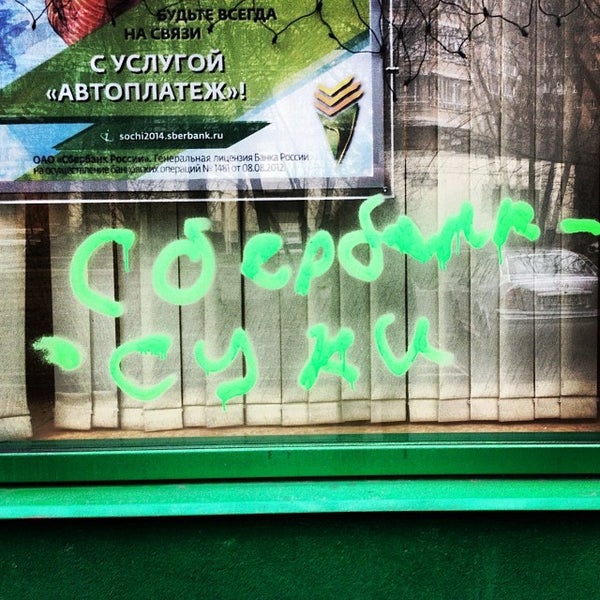 БУДЬТЕ ВСЕГДА
НА СВЯЗИ
С УСЛУГОЙ
«АВТОПЛАТЕЖ»!
i sochi2014.sberbank.ru
ОАО «Сбербанк России». Генеральная лицензия Банка России
на осуществление банковских операций № 1481 от 08.08.2012.
Сбербанк -
- суки